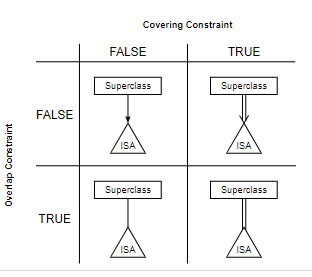 Covering Constraint
FALSE TRUE
Overlap Constraint
FALSE
Superclass Superclass
ISA ISA
TRUE
Superclass Superclass
ISA ISA